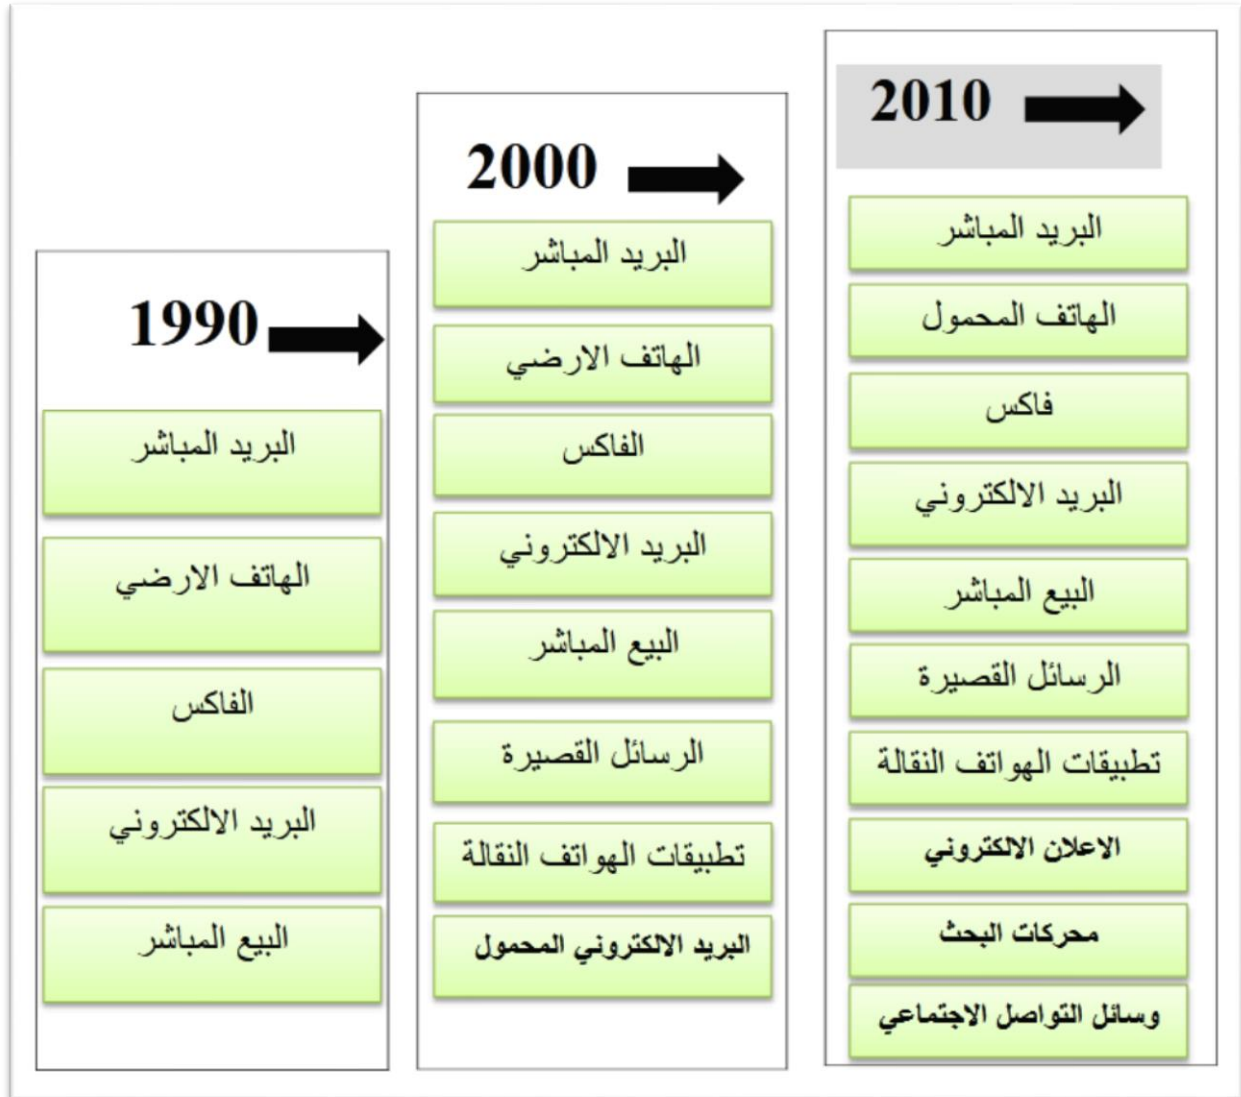 1990
البريد المباشر
الهاتف الارضي
الفاكس
البريد الالكتروني
البيع المباشر
2000
البريد المباشر
الهاتف الارضي
الفاكس
البريد الالكتروني
البيع المباشر
الرسائل القصيرة
تطبيقات الهواتف النقالة
البريد الالكتروني المحمول
2010
البريد المباشر
الهاتف المحمول
فاكس
البريد الالكتروني
البيع المباشر
الرسائل القصيرة
تطبيقات الهواتف النقالة
الاعلان الالكتروني
محركات البحث
وسائل التواصل الاجتماعي